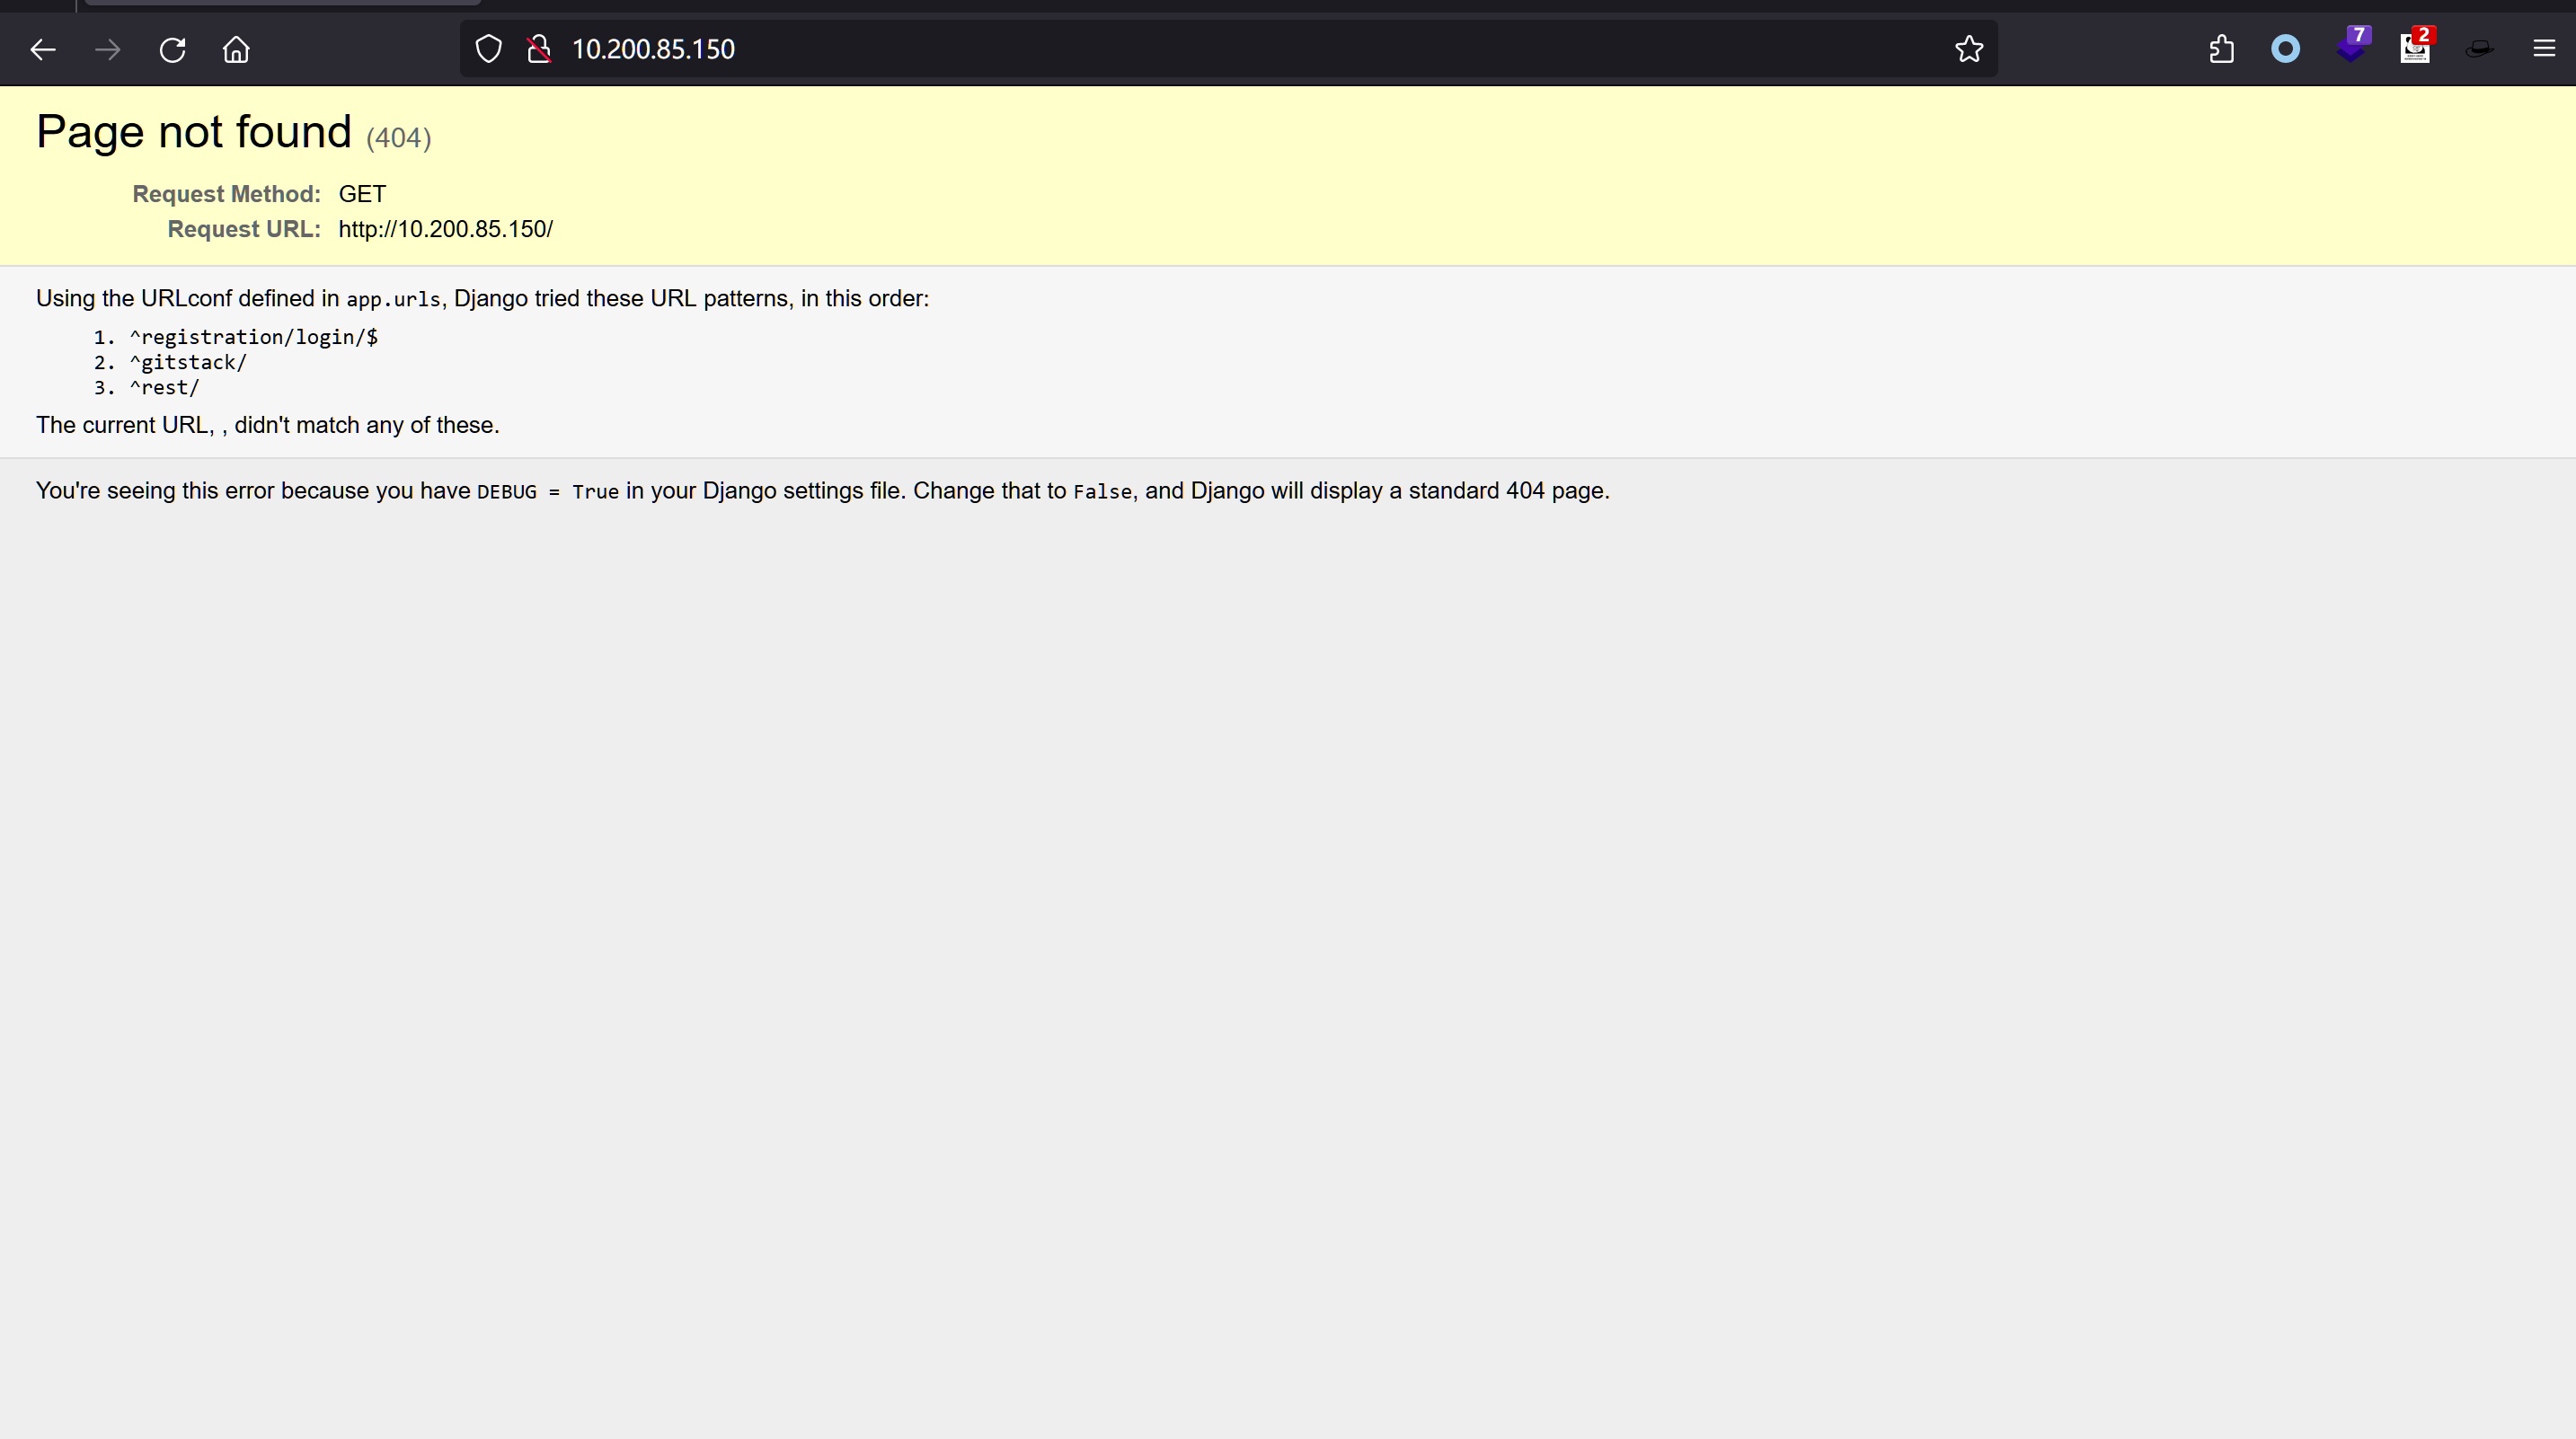 10.200.85.150
7
2
Page not found (404)
Request Method: GET
Request URL: http://10.200.85.150/
Using the URLconf defined in app.urls, Django tried these URL patterns, in this order:
1. ^registration/login/$
2. ^gitstack/
3. ^rest/
The current URL, , didn't match any of these.
You're seeing this error because you have DEBUG = True in your Django settings file. Change that to False, and Django will display a standard 404 page.